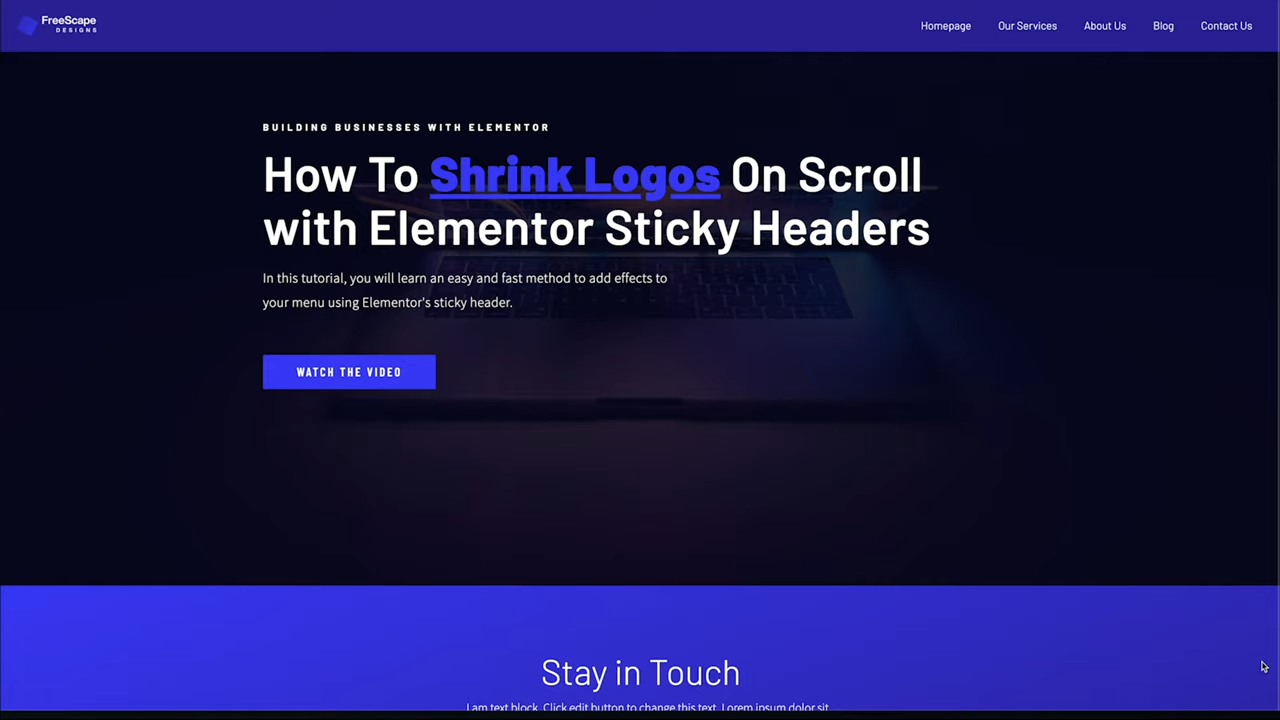 FreeScape
DESIGNS
Homepage
Our Services
About Us
Blog
Contact Us
BUILDING BUSINESSES WITH ELEMENTOR
How To Shrink Logos On Scroll
with Elementor Sticky Headers
In this tutorial, you will learn an easy and fast method to add effects to
your menu using Elementor's sticky header.
WATCH THE VIDEO
Stay in Touch
I am text block. Click edit button to change this text. Lorem ipsum dolor sit